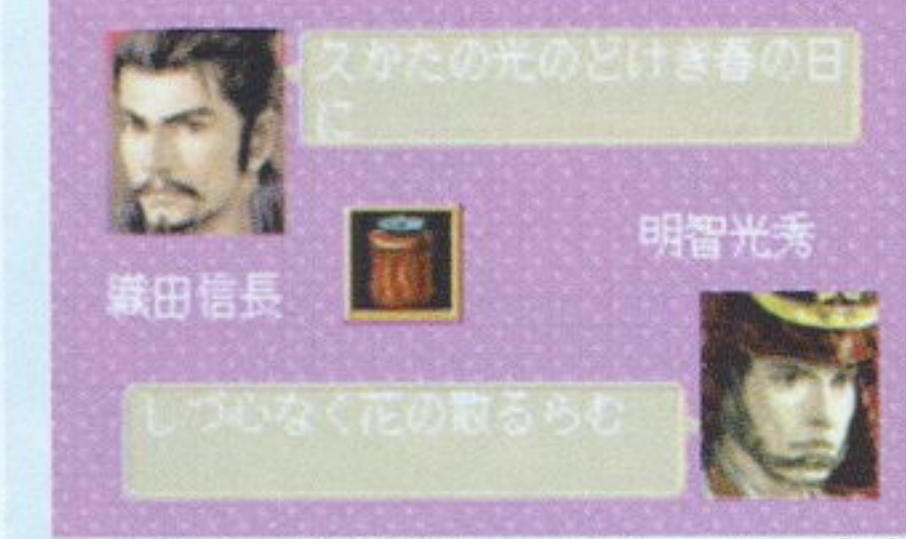 久かたの光のどけき春の日
に
明智光秀
織田信長
しづ心なく花の散るらむ